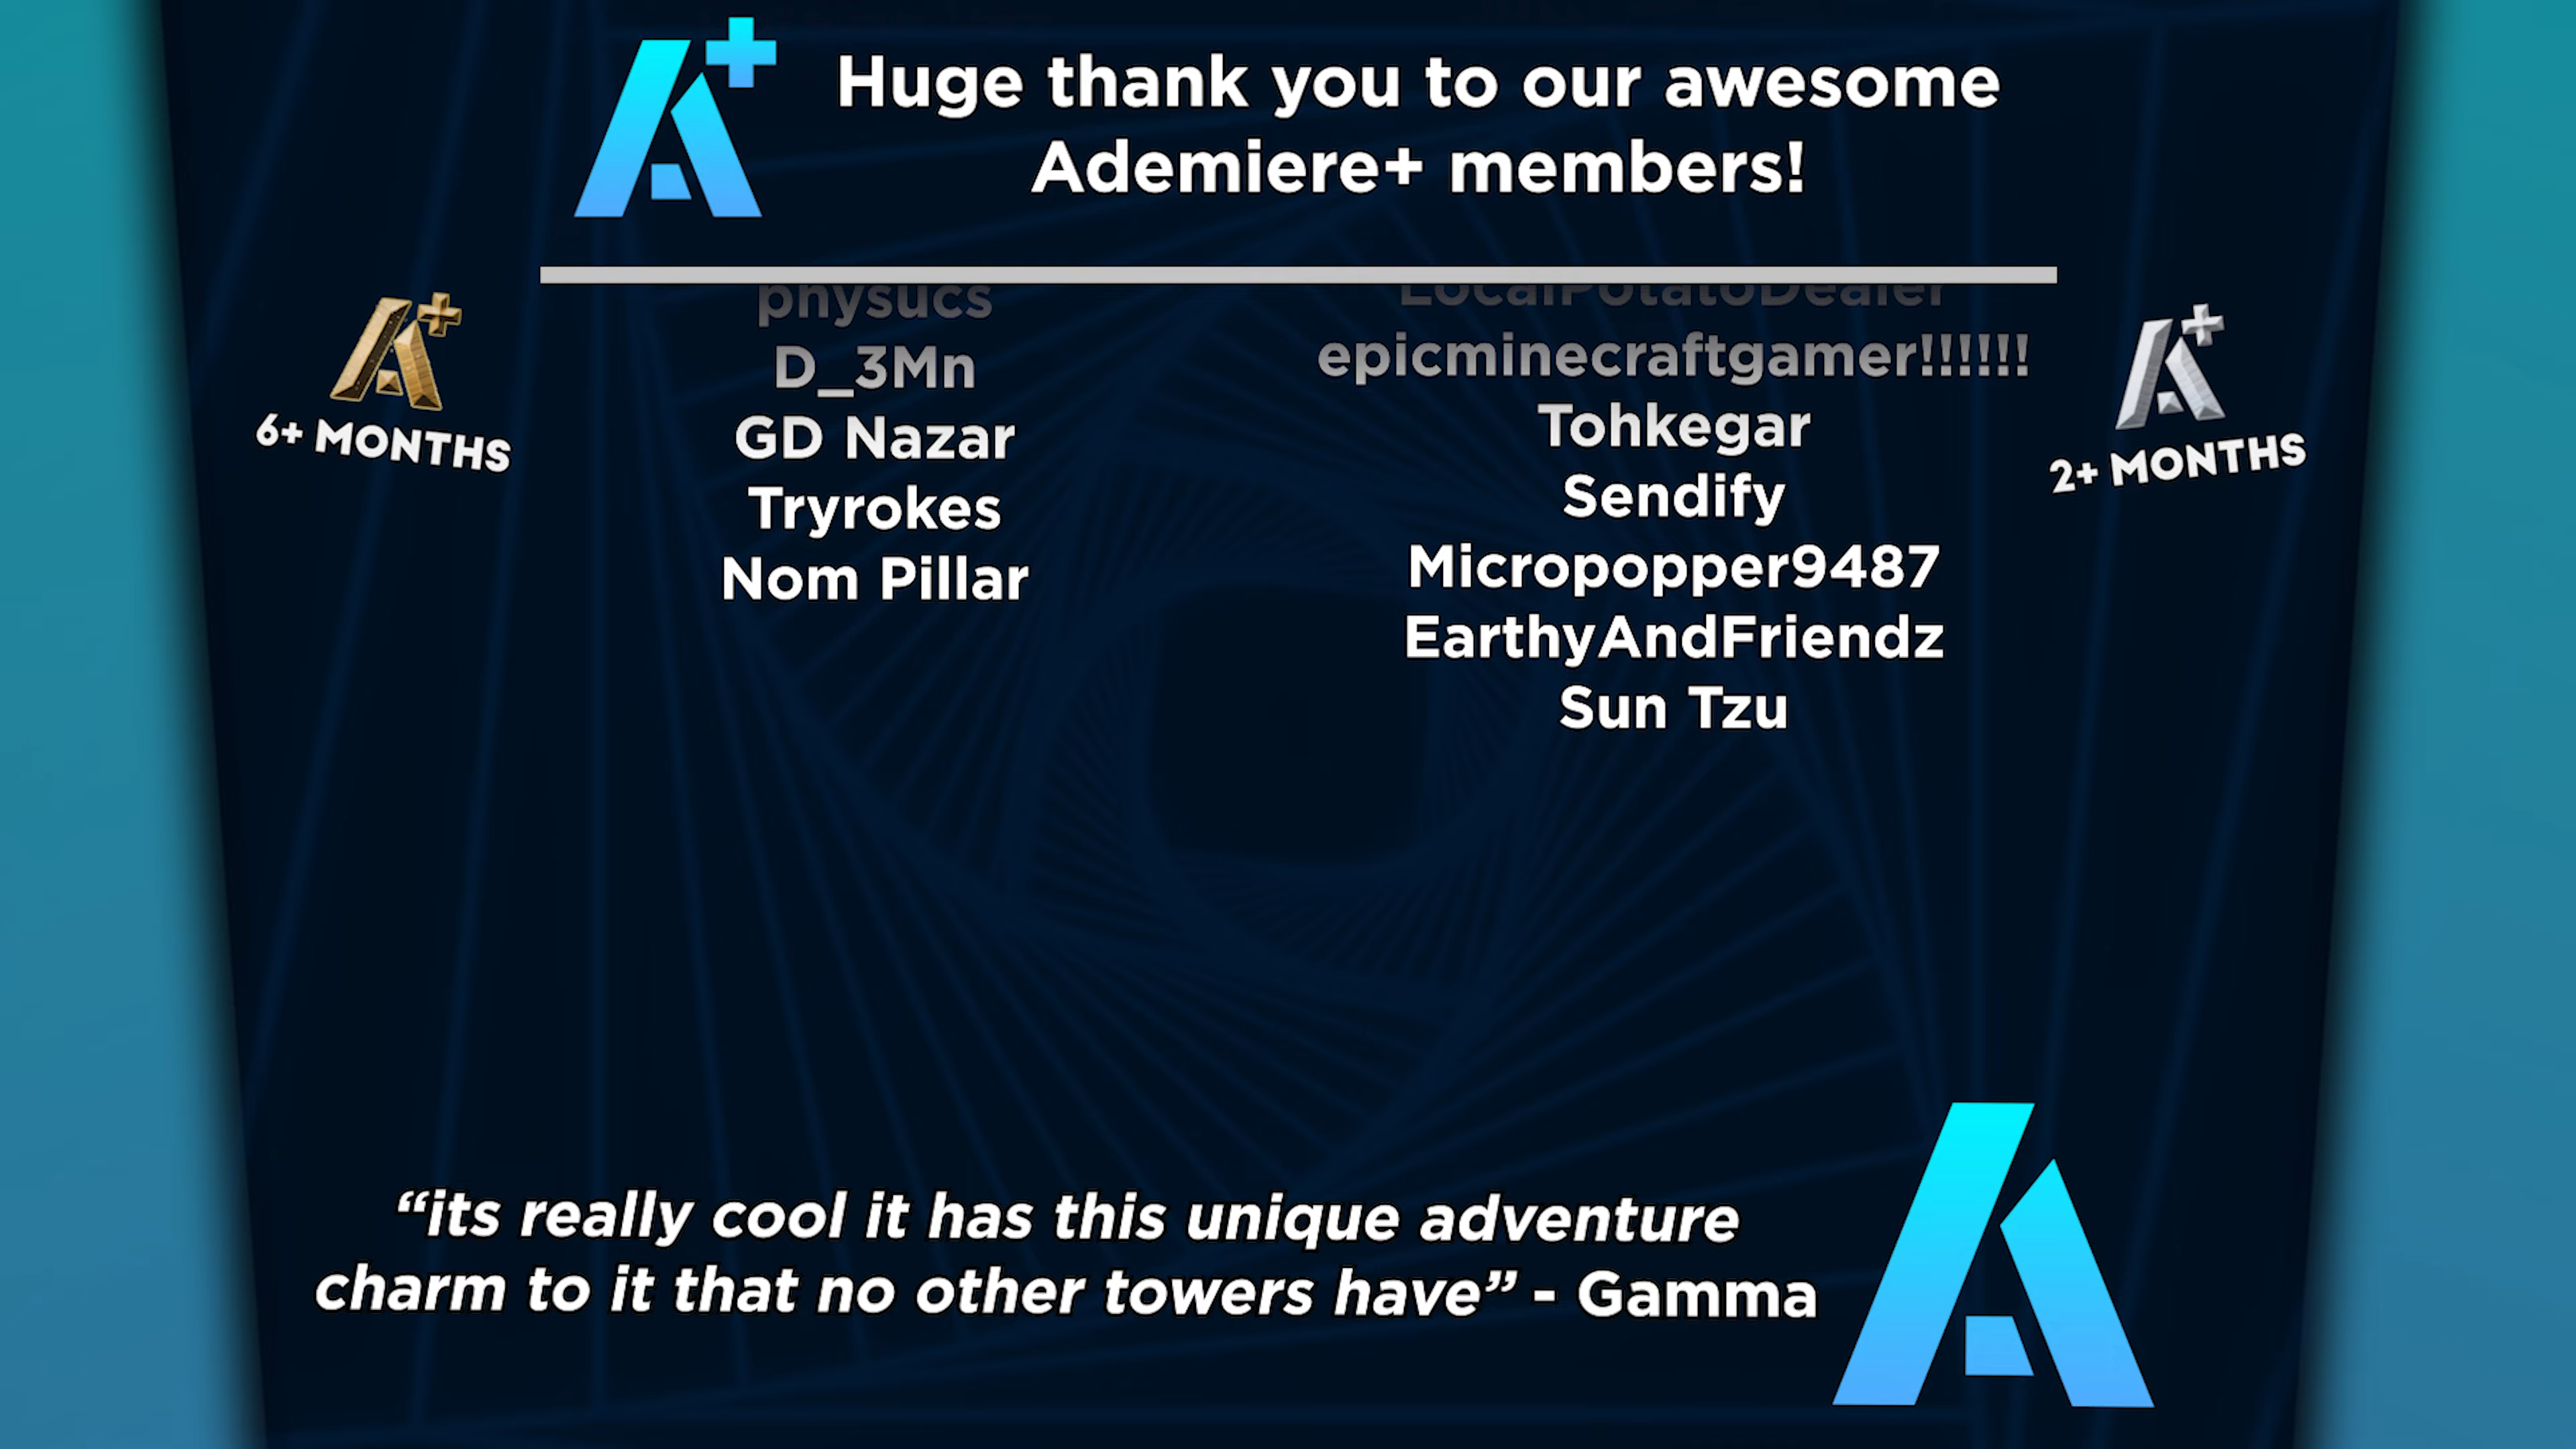 Huge thank you to our awesome
Ademiere+ members!
6+ MONTHS
physucs
D_3Mn
GD Nazar
Tryrokes
Nom Pillar
LocalPotatoDealer
epicminecraftgamer!!!!!!
Tohkegar
Sendify
Micropopper9487
EarthyAndFriendz
Sun Tzu
2+ MONTHS
“its really cool it has this unique adventure
charm to it that no other towers have” - Gamma